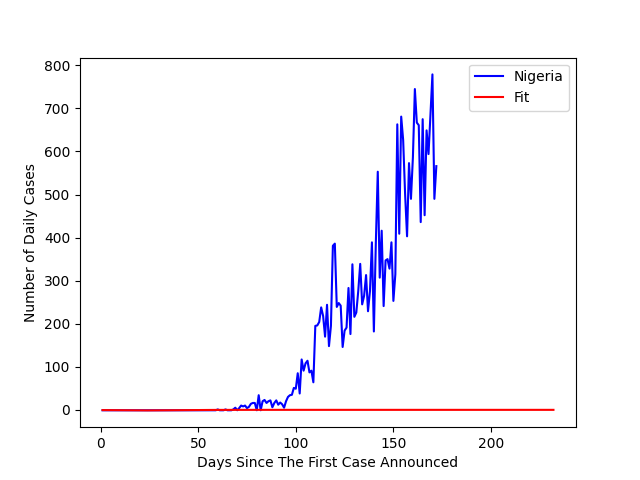 800
700
600
500
400
300
200
100
0
Number of Daily Cases
Nigeria
Fit
0 50 100 150 200
Days Since The First Case Announced